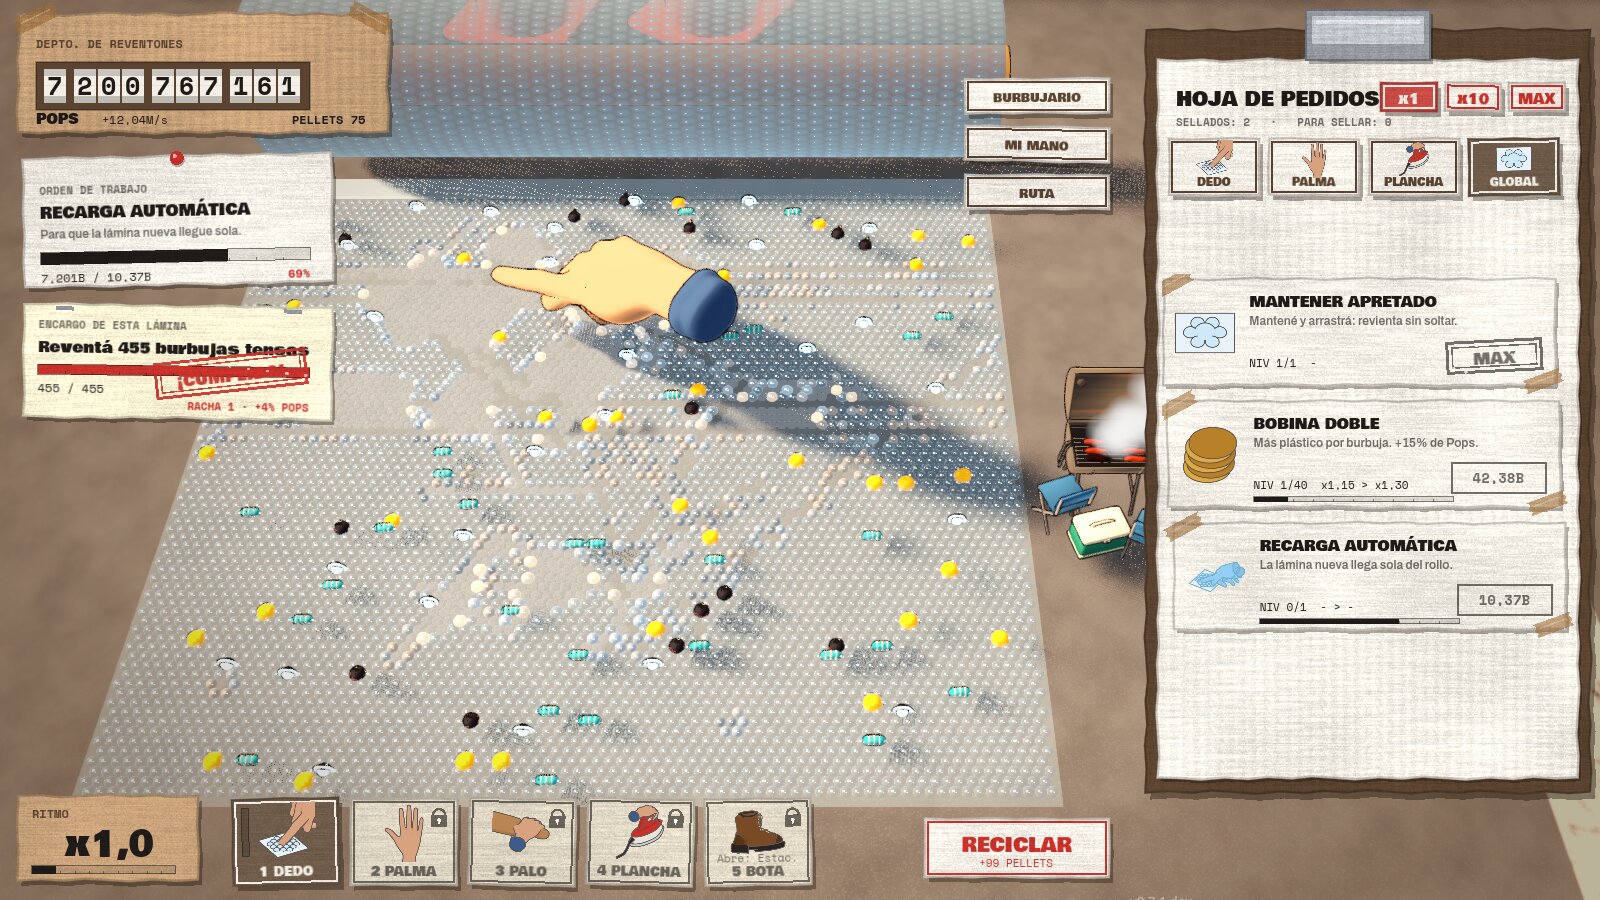 DEPTO. DE REVENTONES
7 200 767 161
POPS +12,04M/s PELLETS 75
ORDEN DE TRABAJO
RECARGA AUTOMÁTICA
Para que la lámina nueva llegue sola.
7,201B / 10,37B 69%
ENCARGO DE ESTA LÁMINA
Reventá 455 burbujas tensas
455 / 455
RACHA 1 · +4% POPS
BURBUJARIO
MI MANO
RUTA
HOJA DE PEDIDOS x1 x10 MAX
SELLADOS: 2 · PARA SELLAR: 0
DEDO PALMA PLANCHA GLOBAL
MANTENER APRETADO
Mantené y arrastrá: revienta sin soltar.
NIV 1/1 -
MAX
BOBINA DOBLE
Más plástico por burbuja. +15% de Pops.
42,38B
NIV 1/40 x1,15 > x1,30
RECARGA AUTOMÁTICA
La lámina nueva llega sola del rollo.
10,37B
NIV 0/1 - > -
RITMO
x1,0
1 DEDO
2 PALMA
3 PALO
4 PLANCHA
Abre: Estac.
5 BOTA
RECICLAR
+99 PELLETS